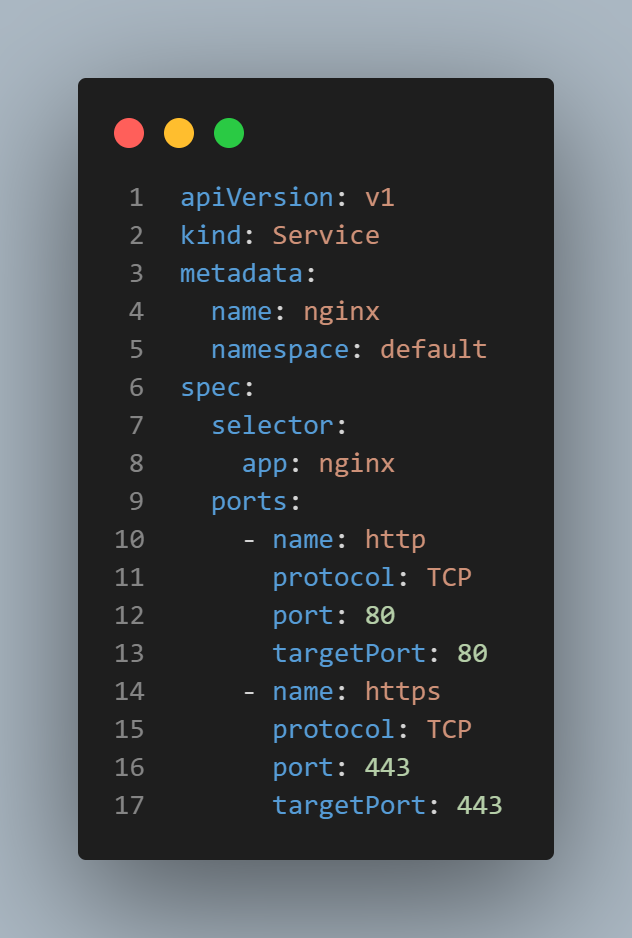 1 apiVersion: v1
2 kind: Service
3 metadata:
4   name: nginx
5   namespace: default
6 spec:
7   selector:
8     app: nginx
9   ports:
10     - name: http
11       protocol: TCP
12       port: 80
13       targetPort: 80
14     - name: https
15       protocol: TCP
16       port: 443
17       targetPort: 443